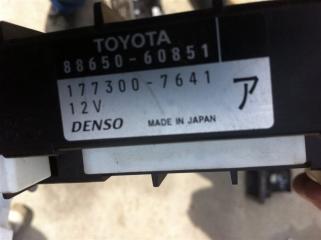 TOYOTA
88650-60851
177300-7641
12V
ア
DENSO MADE IN JAPAN